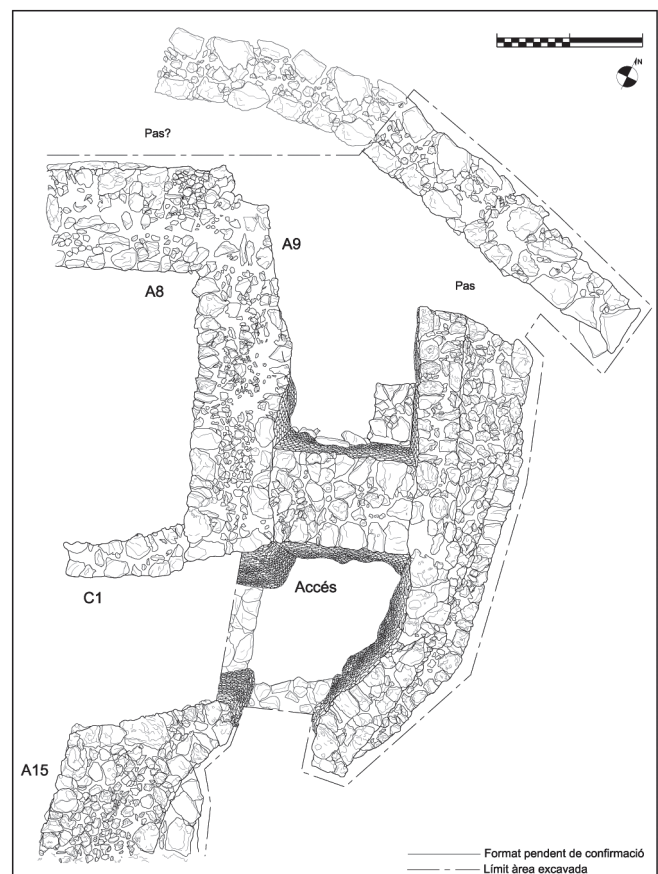 N
Pas?
A9
A8
Pas
Accés
C1
A15
Format pendent de confirmació
Límit àrea excavada